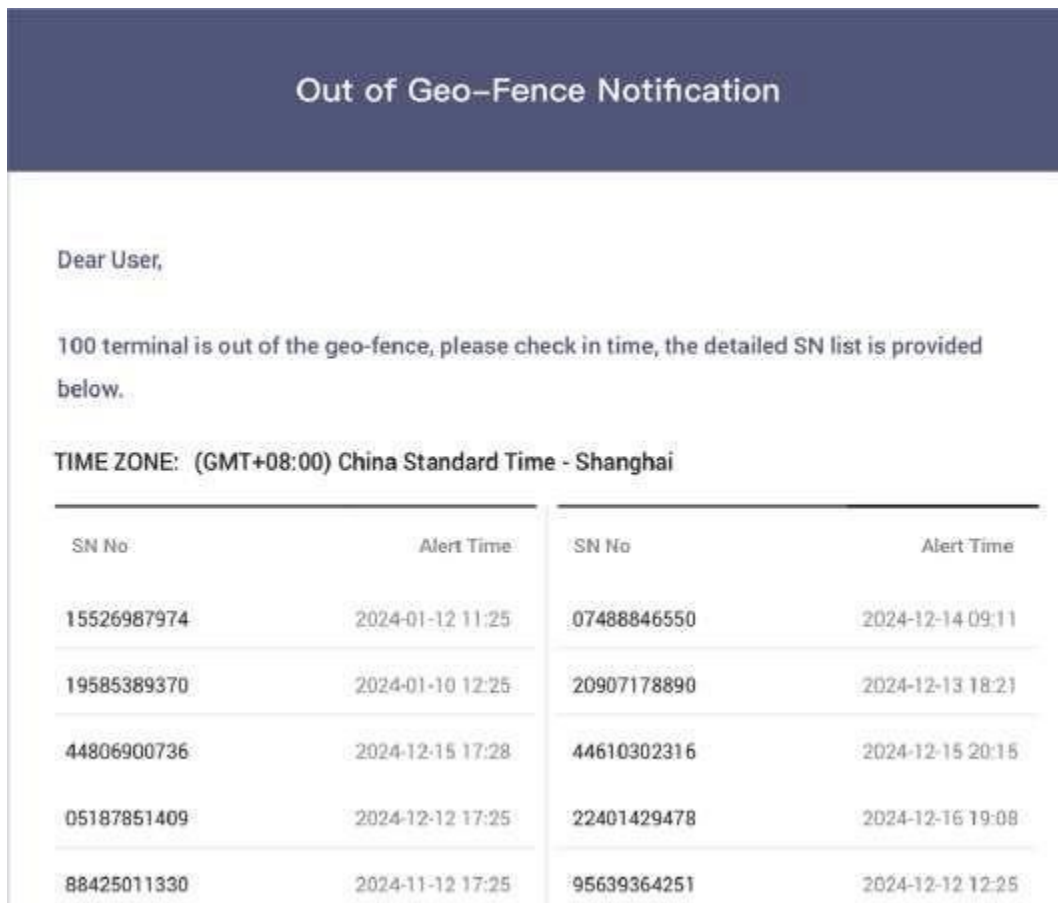 Out of Geo-Fence Notification
Dear User,
100 terminal is out of the geo-fence, please check in time, the detailed SN list is provided
below.
TIME ZONE: (GMT+08:00) China Standard Time - Shanghai
SN No Alert Time SN No Alert Time
15526987974 2024-01-12 11:25 07488846550 2024-12-14 09:11
19585389370 2024-01-10 12:25 20907178890 2024-12-13 18:21
44806900736 2024-12-15 17:28 44610302316 2024-12-15 20:15
05187851409 2024-12-12 17:25 22401429478 2024-12-16 19:08
88425011330 2024-11-12 17:25 95639364251 2024-12-12 12:25